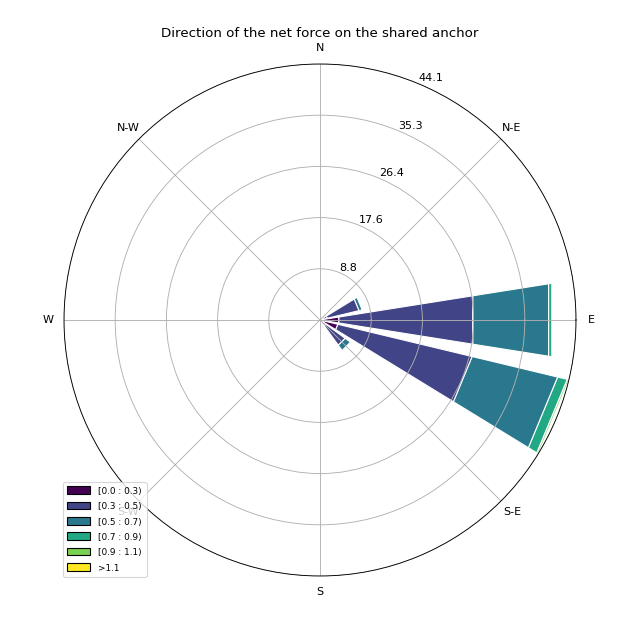 Direction of the net force on the shared anchor
N
44.1
N-W
35.3
N-E
26.4
17.6
8.8
W
E
[0.0 : 0.3)
[0.3 : 0.5)
S-W
S-E
[0.5 : 0.7)
[0.7 : 0.9)
[0.9 : 1.1)
>1.1
S